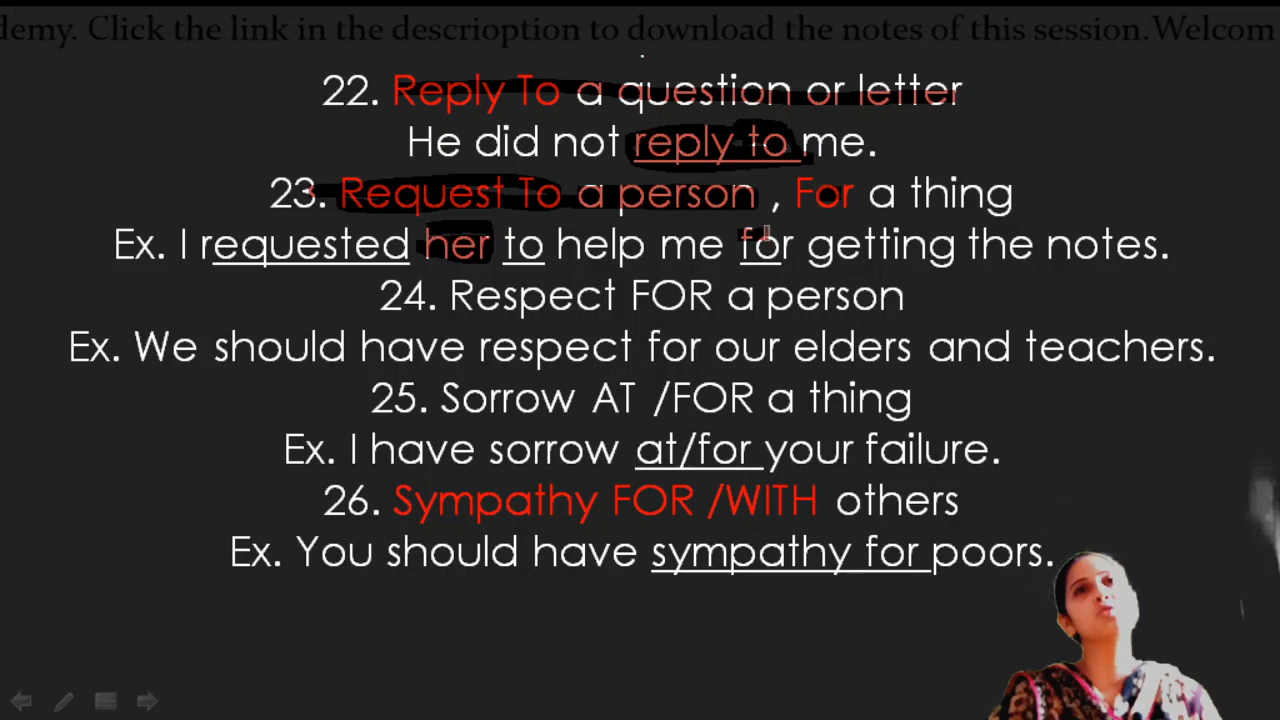 demy. Click the link in the descrioption to download the notes of this session.Welcom
22. Reply To a question or letter
He did not reply to me.
23. Request To a person , For a thing
Ex. I requested her to help me for getting the notes.
24. Respect FOR a person
Ex. We should have respect for our elders and teachers.
25. Sorrow AT /FOR a thing
Ex. I have sorrow at/for your failure.
26. Sympathy FOR /WITH others
Ex. You should have sympathy for poors.